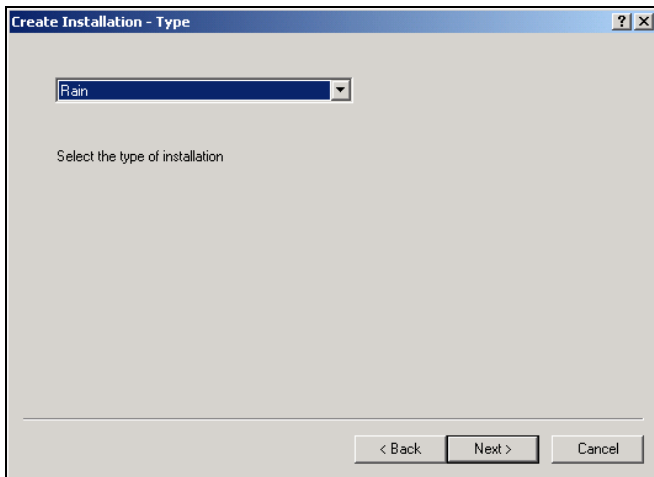 Create Installation - Type
Rain
Select the type of installation
< Back Next > Cancel